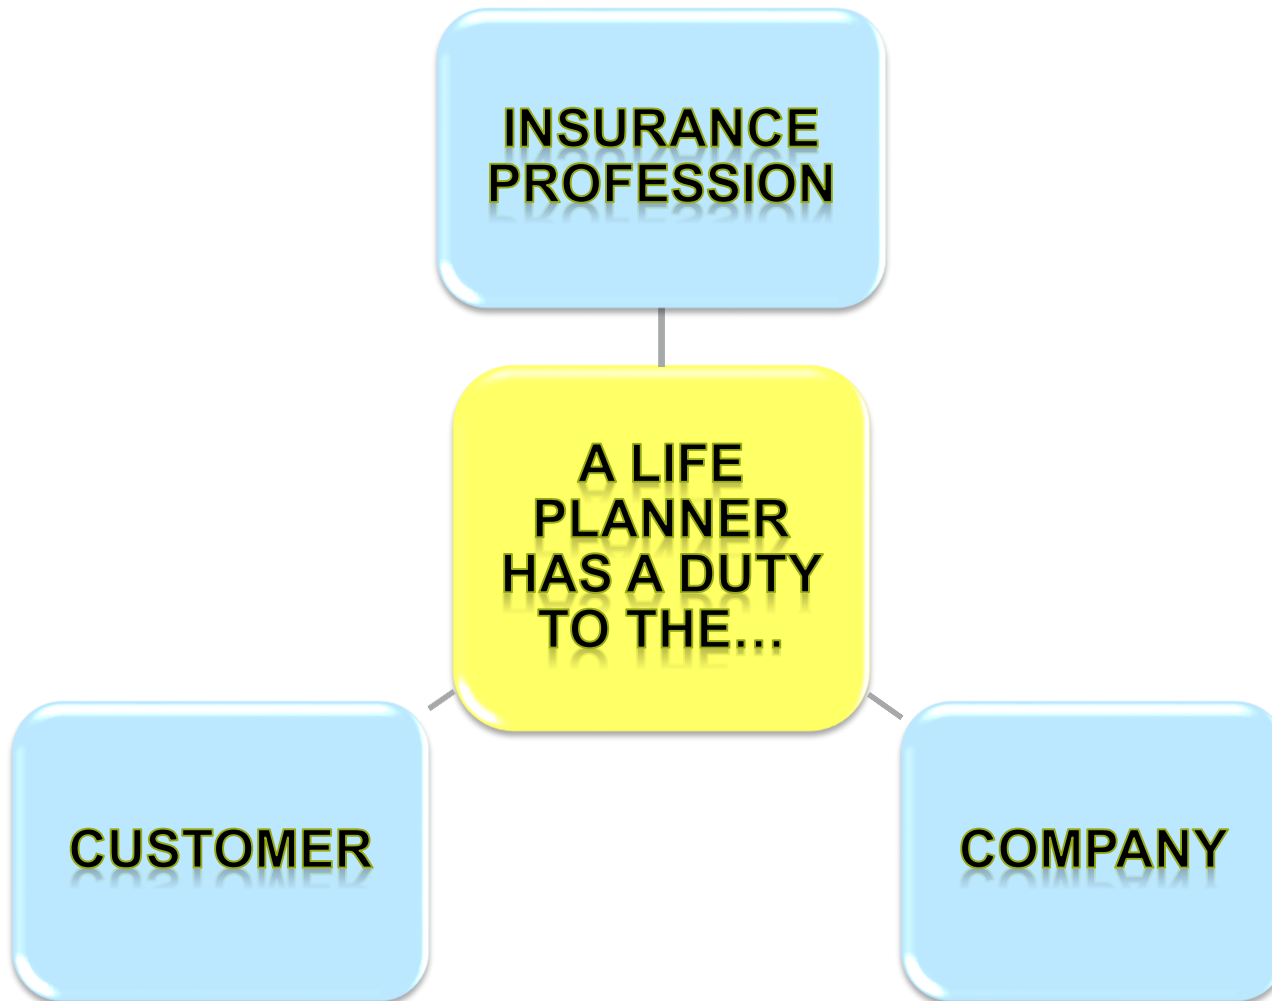 INSURANCE
PROFESSION
A LIFE
PLANNER
HAS A DUTY
TO THE...
CUSTOMER
COMPANY